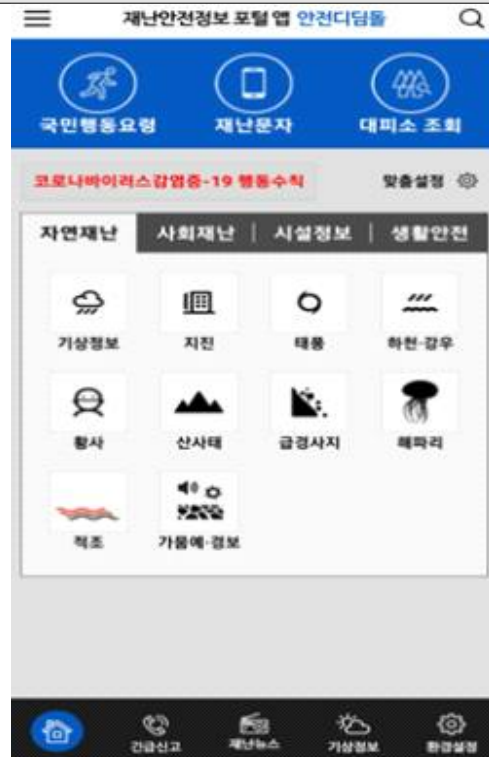 재난안전정보 포털 앱 안전디딤돌
국민행동요령 재난문자 대피소 조회
코로나바이러스감염증-19 행동수칙 맞춤설정
자연재난 사회재난 시설정보 생활안전
기상정보 지진 태풍 하천·강우
황사 산사태 급경사지 해파리
적조 가뭄예·경보
긴급신고 재난뉴스 기상정보 환경설정